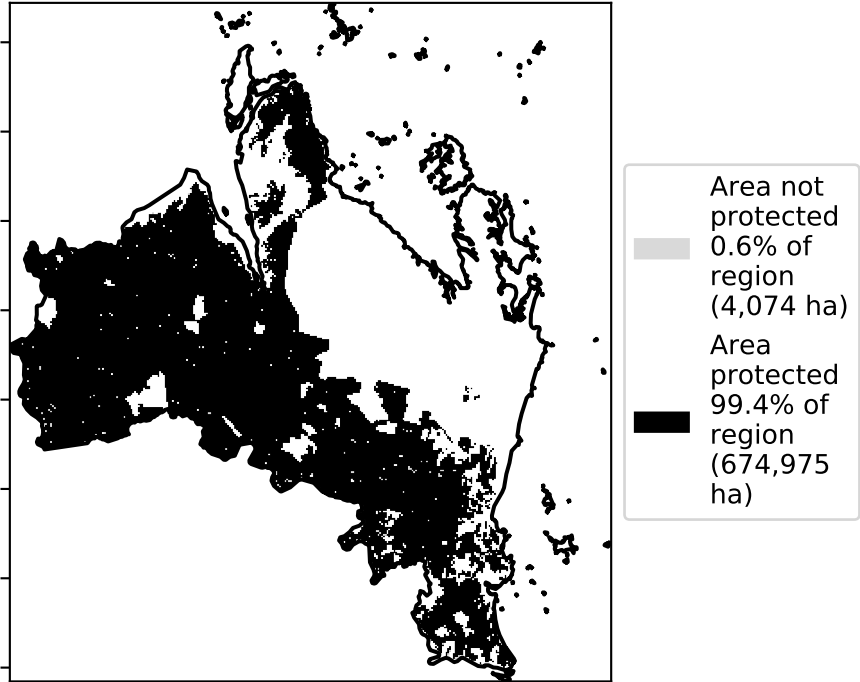 Area not
protected
0.6% of
region
(4,074 ha)
Area
protected
99.4% of
region
(674,975
ha)